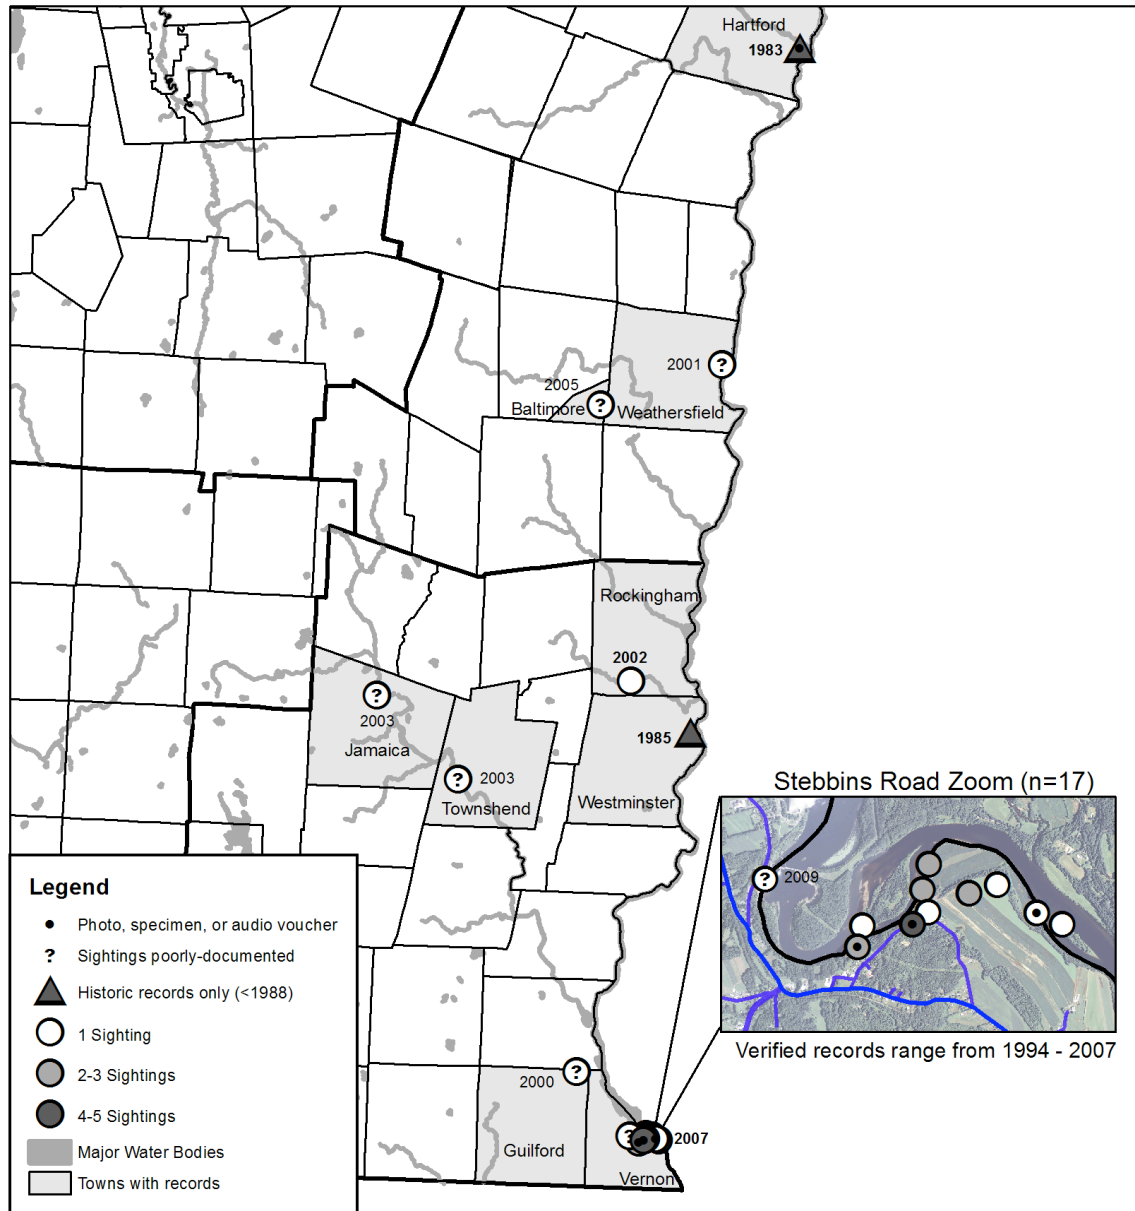 Hartford
1983
2001
2005
Baltimore
?
?
Weathersfield
Rockingham
2002
?
2003
Jamaica
1985
?
2003
Townshend
Westminster
Stebbins Road Zoom (n=17)
?
2009
Verified records range from 1994 - 2007
2000
?
?
2007
Guilford
Vernon
Legend
Photo, specimen, or audio voucher
? Sightings poorly-documented
Historic records only (<1988)
1 Sighting
2-3 Sightings
4-5 Sightings
Major Water Bodies
Towns with records